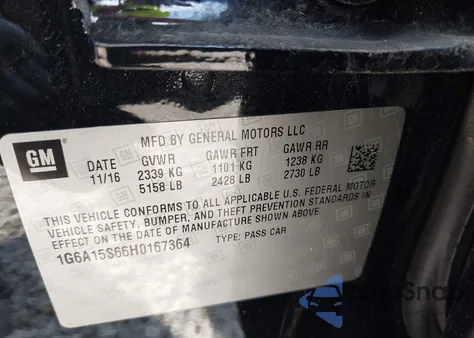 MFD BY GENERAL MOTORS LLC
GM
DATE GVWR GAWR FRT GAWR RR
11/16 2339 KG 1101 KG 1238 KG
5158 LB 2428 LB 2730 LB
THIS VEHICLE CONFORMS TO ALL APPLICABLE U.S. FEDERAL MOTOR
VEHICLE SAFETY, BUMPER, AND THEFT PREVENTION STANDARDS
IN EFFECT ON THE DATE OF MANUFACTURE SHOWN ABOVE.
1G6A15S66H0167364 TYPE: PASS CAR